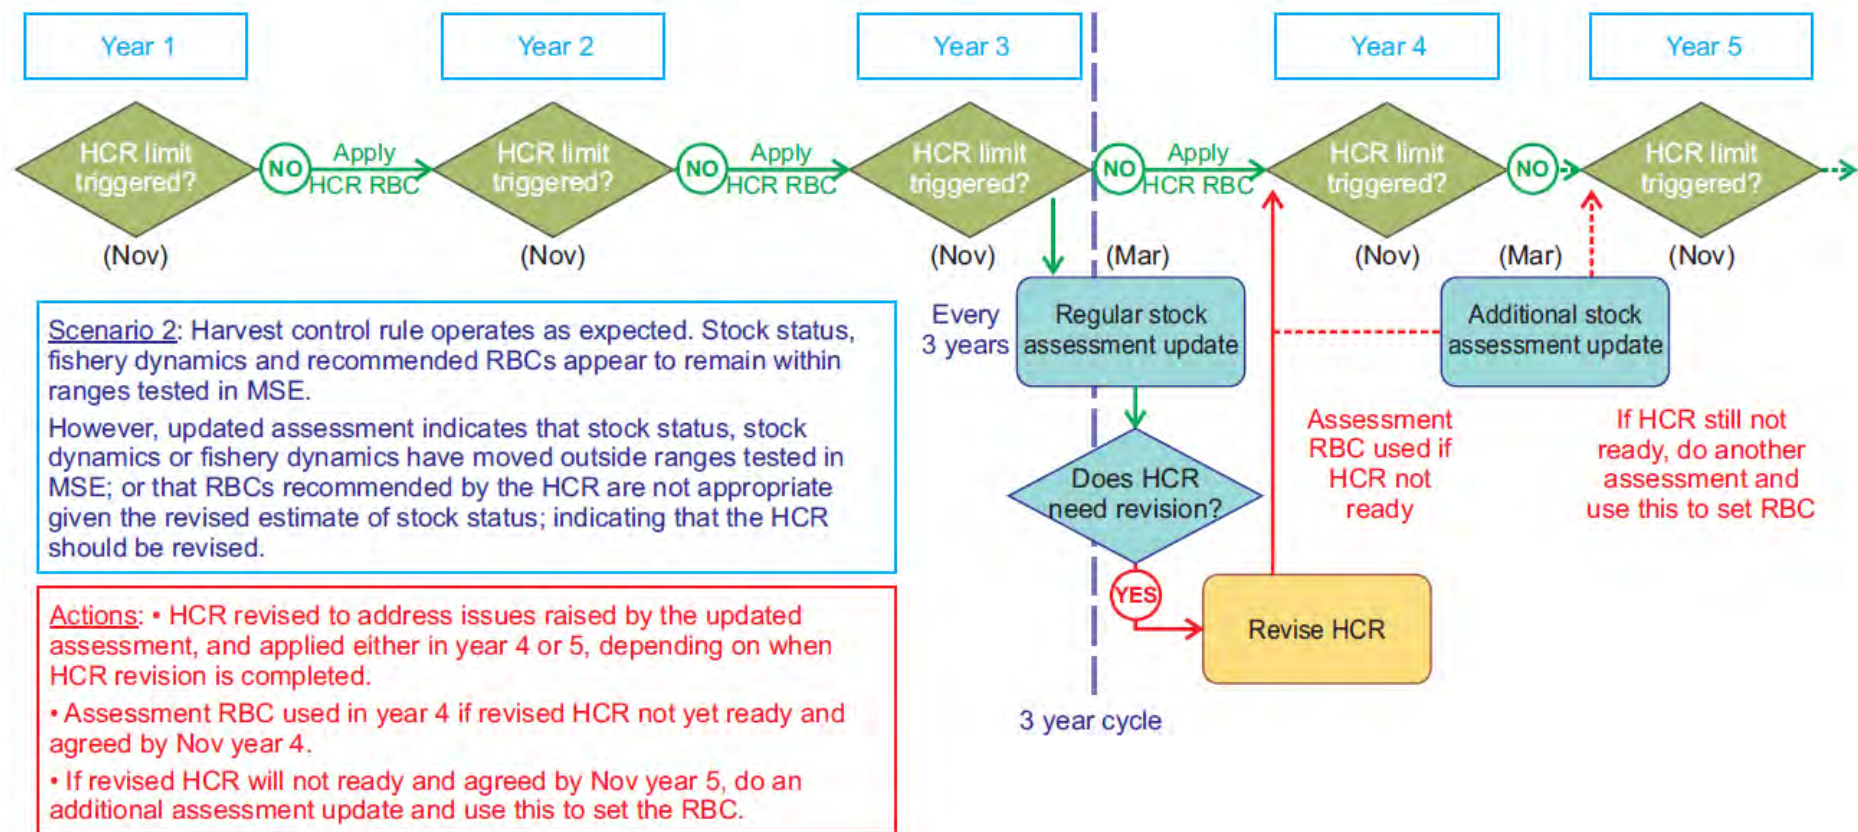 Year 1
Year 2
Year 3
Year 4
Year 5
HCR limit
triggered?
NO
Apply
HCR RBC
HCR limit
triggered?
NO
Apply
HCR RBC
HCR limit
triggered?
NO
Apply
HCR RBC
HCR limit
triggered?
NO
HCR limit
triggered?
(Nov)
(Nov)
(Nov)
(Mar)
(Nov)
(Mar)
(Nov)
Scenario 2: Harvest control rule operates as expected. Stock status,
fishery dynamics and recommended RBCs appear to remain within
ranges tested in MSE.
However, updated assessment indicates that stock status, stock
dynamics or fishery dynamics have moved outside ranges tested in
MSE; or that RBCs recommended by the HCR are not appropriate
given the revised estimate of stock status; indicating that the HCR
should be revised.
Every
3 years
Regular stock
assessment update
Additional stock
assessment update
Does HCR
need revision?
Assessment
RBC used if
HCR not
ready
If HCR still not
ready, do another
assessment and
use this to set RBC
YES
Revise HCR
3 year cycle
Actions: • HCR revised to address issues raised by the updated
assessment, and applied either in year 4 or 5, depending on when
HCR revision is completed.
• Assessment RBC used in year 4 if revised HCR not yet ready and
agreed by Nov year 4.
• If revised HCR will not ready and agreed by Nov year 5, do an
additional assessment update and use this to set the RBC.